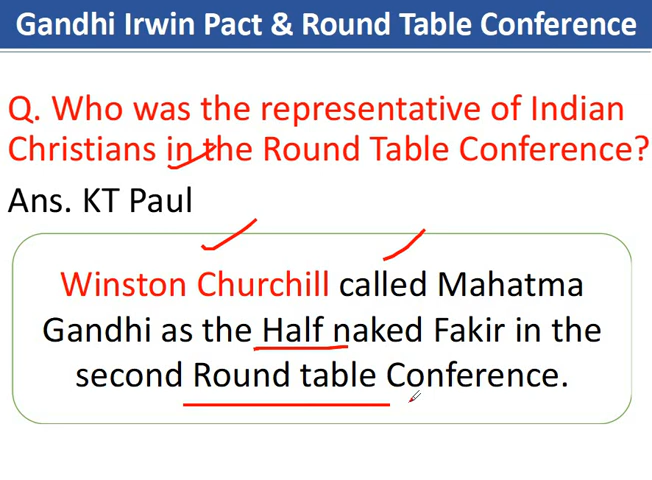 Gandhi Irwin Pact & Round Table Conference
Q. Who was the representative of Indian
Christians in the Round Table Conference?
Ans. KT Paul
Winston Churchill called Mahatma
Gandhi as the Half naked Fakir in the
second Round table Conference.